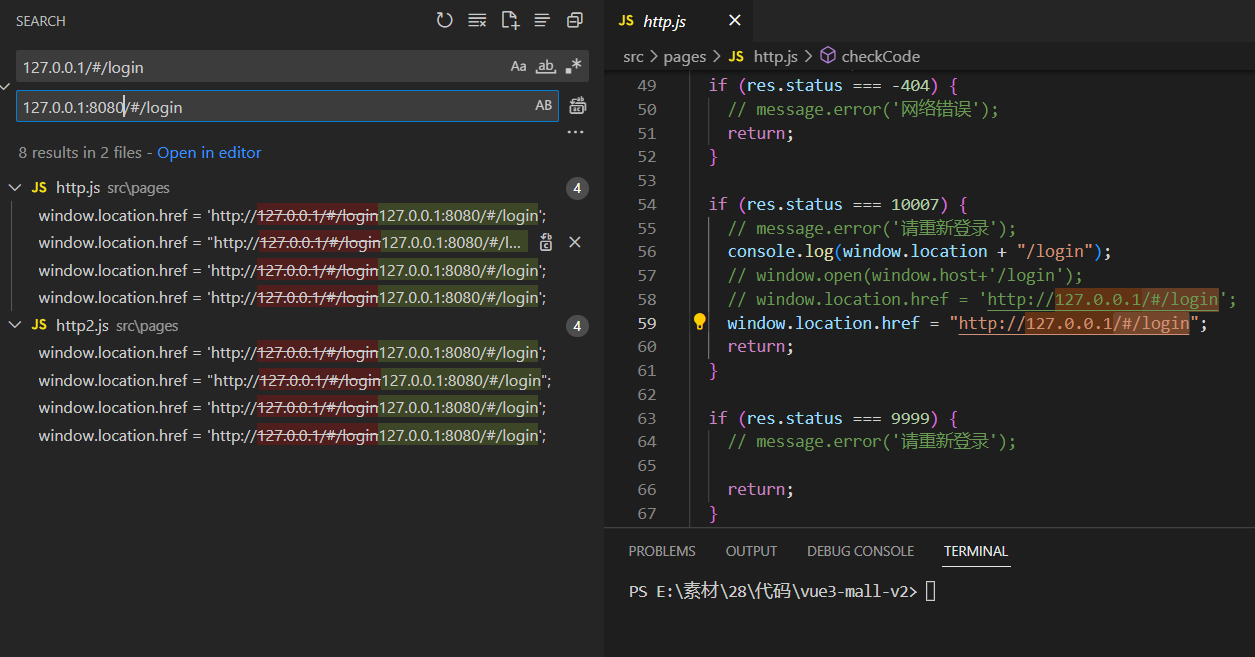 SEARCH
127.0.0.1/#/login
Aa ab .*
127.0.0.1:8080/#/login
AB
8 results in 2 files - Open in editor
JS http.js src\pages 4
window.location.href = 'http://127.0.0.1/#/login127.0.0.1:8080/#/login';
window.location.href = "http://127.0.0.1/#/login127.0.0.1:8080/#/l...
window.location.href = 'http://127.0.0.1/#/login127.0.0.1:8080/#/login';
window.location.href = 'http://127.0.0.1/#/login127.0.0.1:8080/#/login';
JS http2.js src\pages 4
window.location.href = 'http://127.0.0.1/#/login127.0.0.1:8080/#/login';
window.location.href = "http://127.0.0.1/#/login127.0.0.1:8080/#/login";
window.location.href = 'http://127.0.0.1/#/login127.0.0.1:8080/#/login';
window.location.href = 'http://127.0.0.1/#/login127.0.0.1:8080/#/login';
JS http.js
src > pages > JS http.js > checkCode
49 if (res.status === -404) {
50 // message.error('网络错误');
51 return;
52 }
53
54 if (res.status === 10007) {
55 // message.error('请重新登录');
56 console.log(window.location + "/login");
57 // window.open(window.host+'/login');
58 // window.location.href = 'http://127.0.0.1/#/login';
59 window.location.href = "http://127.0.0.1/#/login";
60 return;
61 }
62
63 if (res.status === 9999) {
64 // message.error('请重新登录');
65
66 return;
67 }
PROBLEMS OUTPUT DEBUG CONSOLE TERMINAL
PS E:\素材\28\代码\vue3-mall-v2>